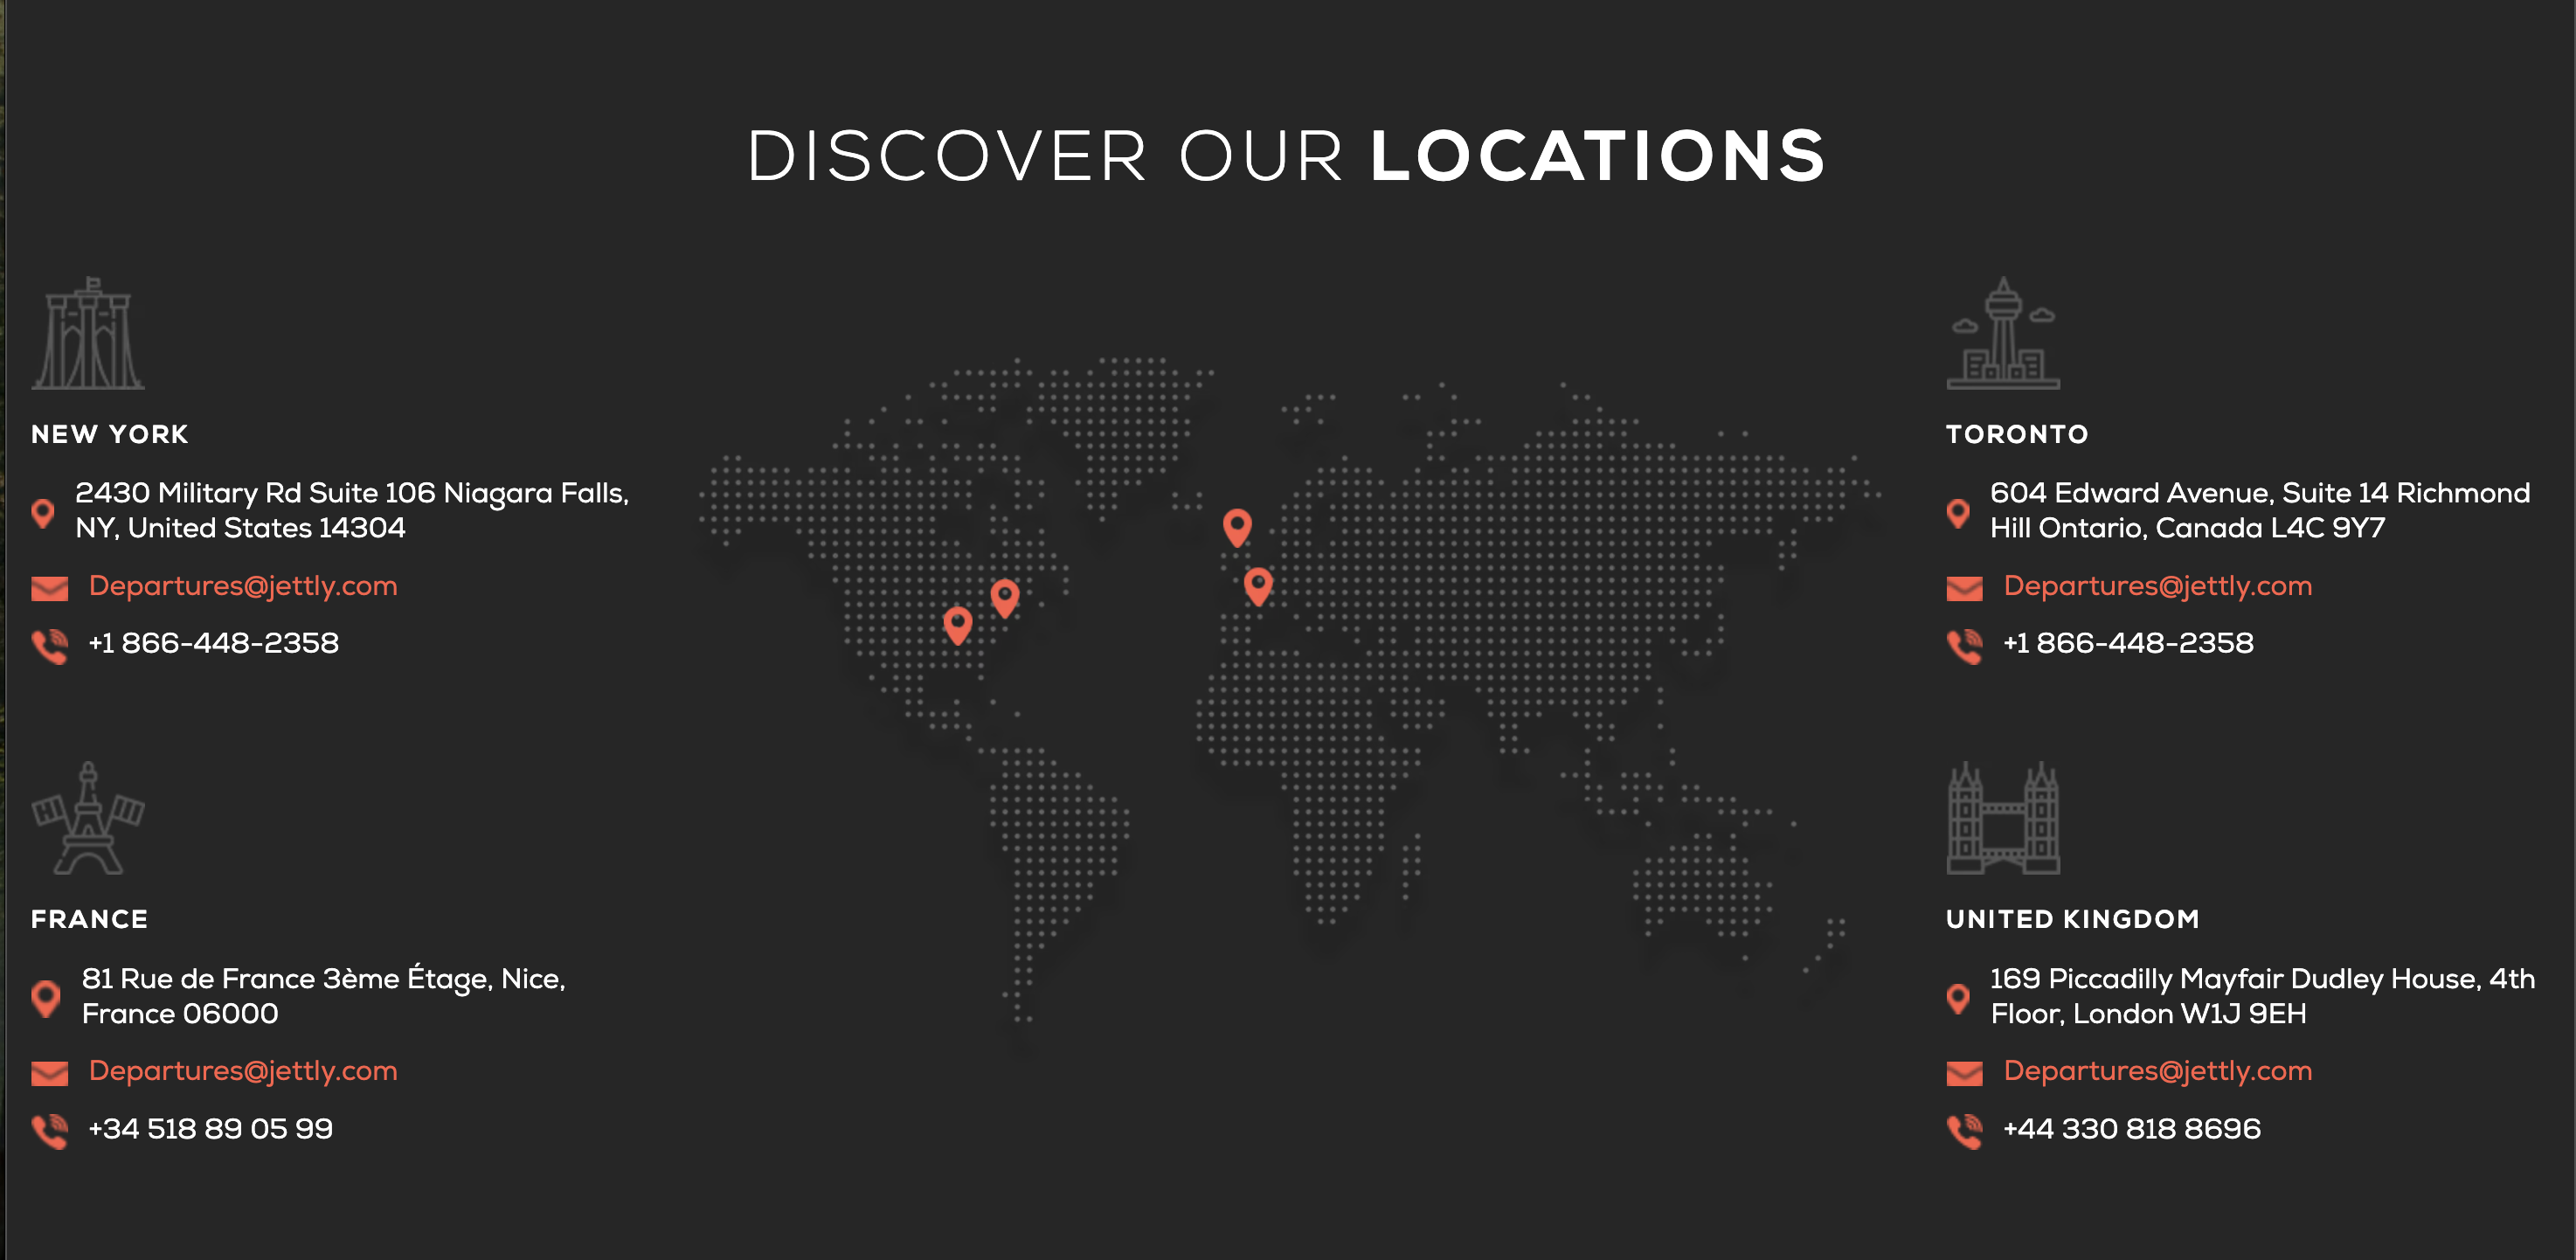 DISCOVER OUR LOCATIONS
NEW YORK
2430 Military Rd Suite 106 Niagara Falls,
NY, United States 14304
Departures@jettly.com
+1 866-448-2358
FRANCE
81 Rue de France 3ème Étage, Nice,
France 06000
Departures@jettly.com
+34 518 89 05 99
TORONTO
604 Edward Avenue, Suite 14 Richmond
Hill Ontario, Canada L4C 9Y7
Departures@jettly.com
+1 866-448-2358
UNITED KINGDOM
169 Piccadilly Mayfair Dudley House, 4th
Floor, London W1J 9EH
Departures@jettly.com
+44 330 818 8696